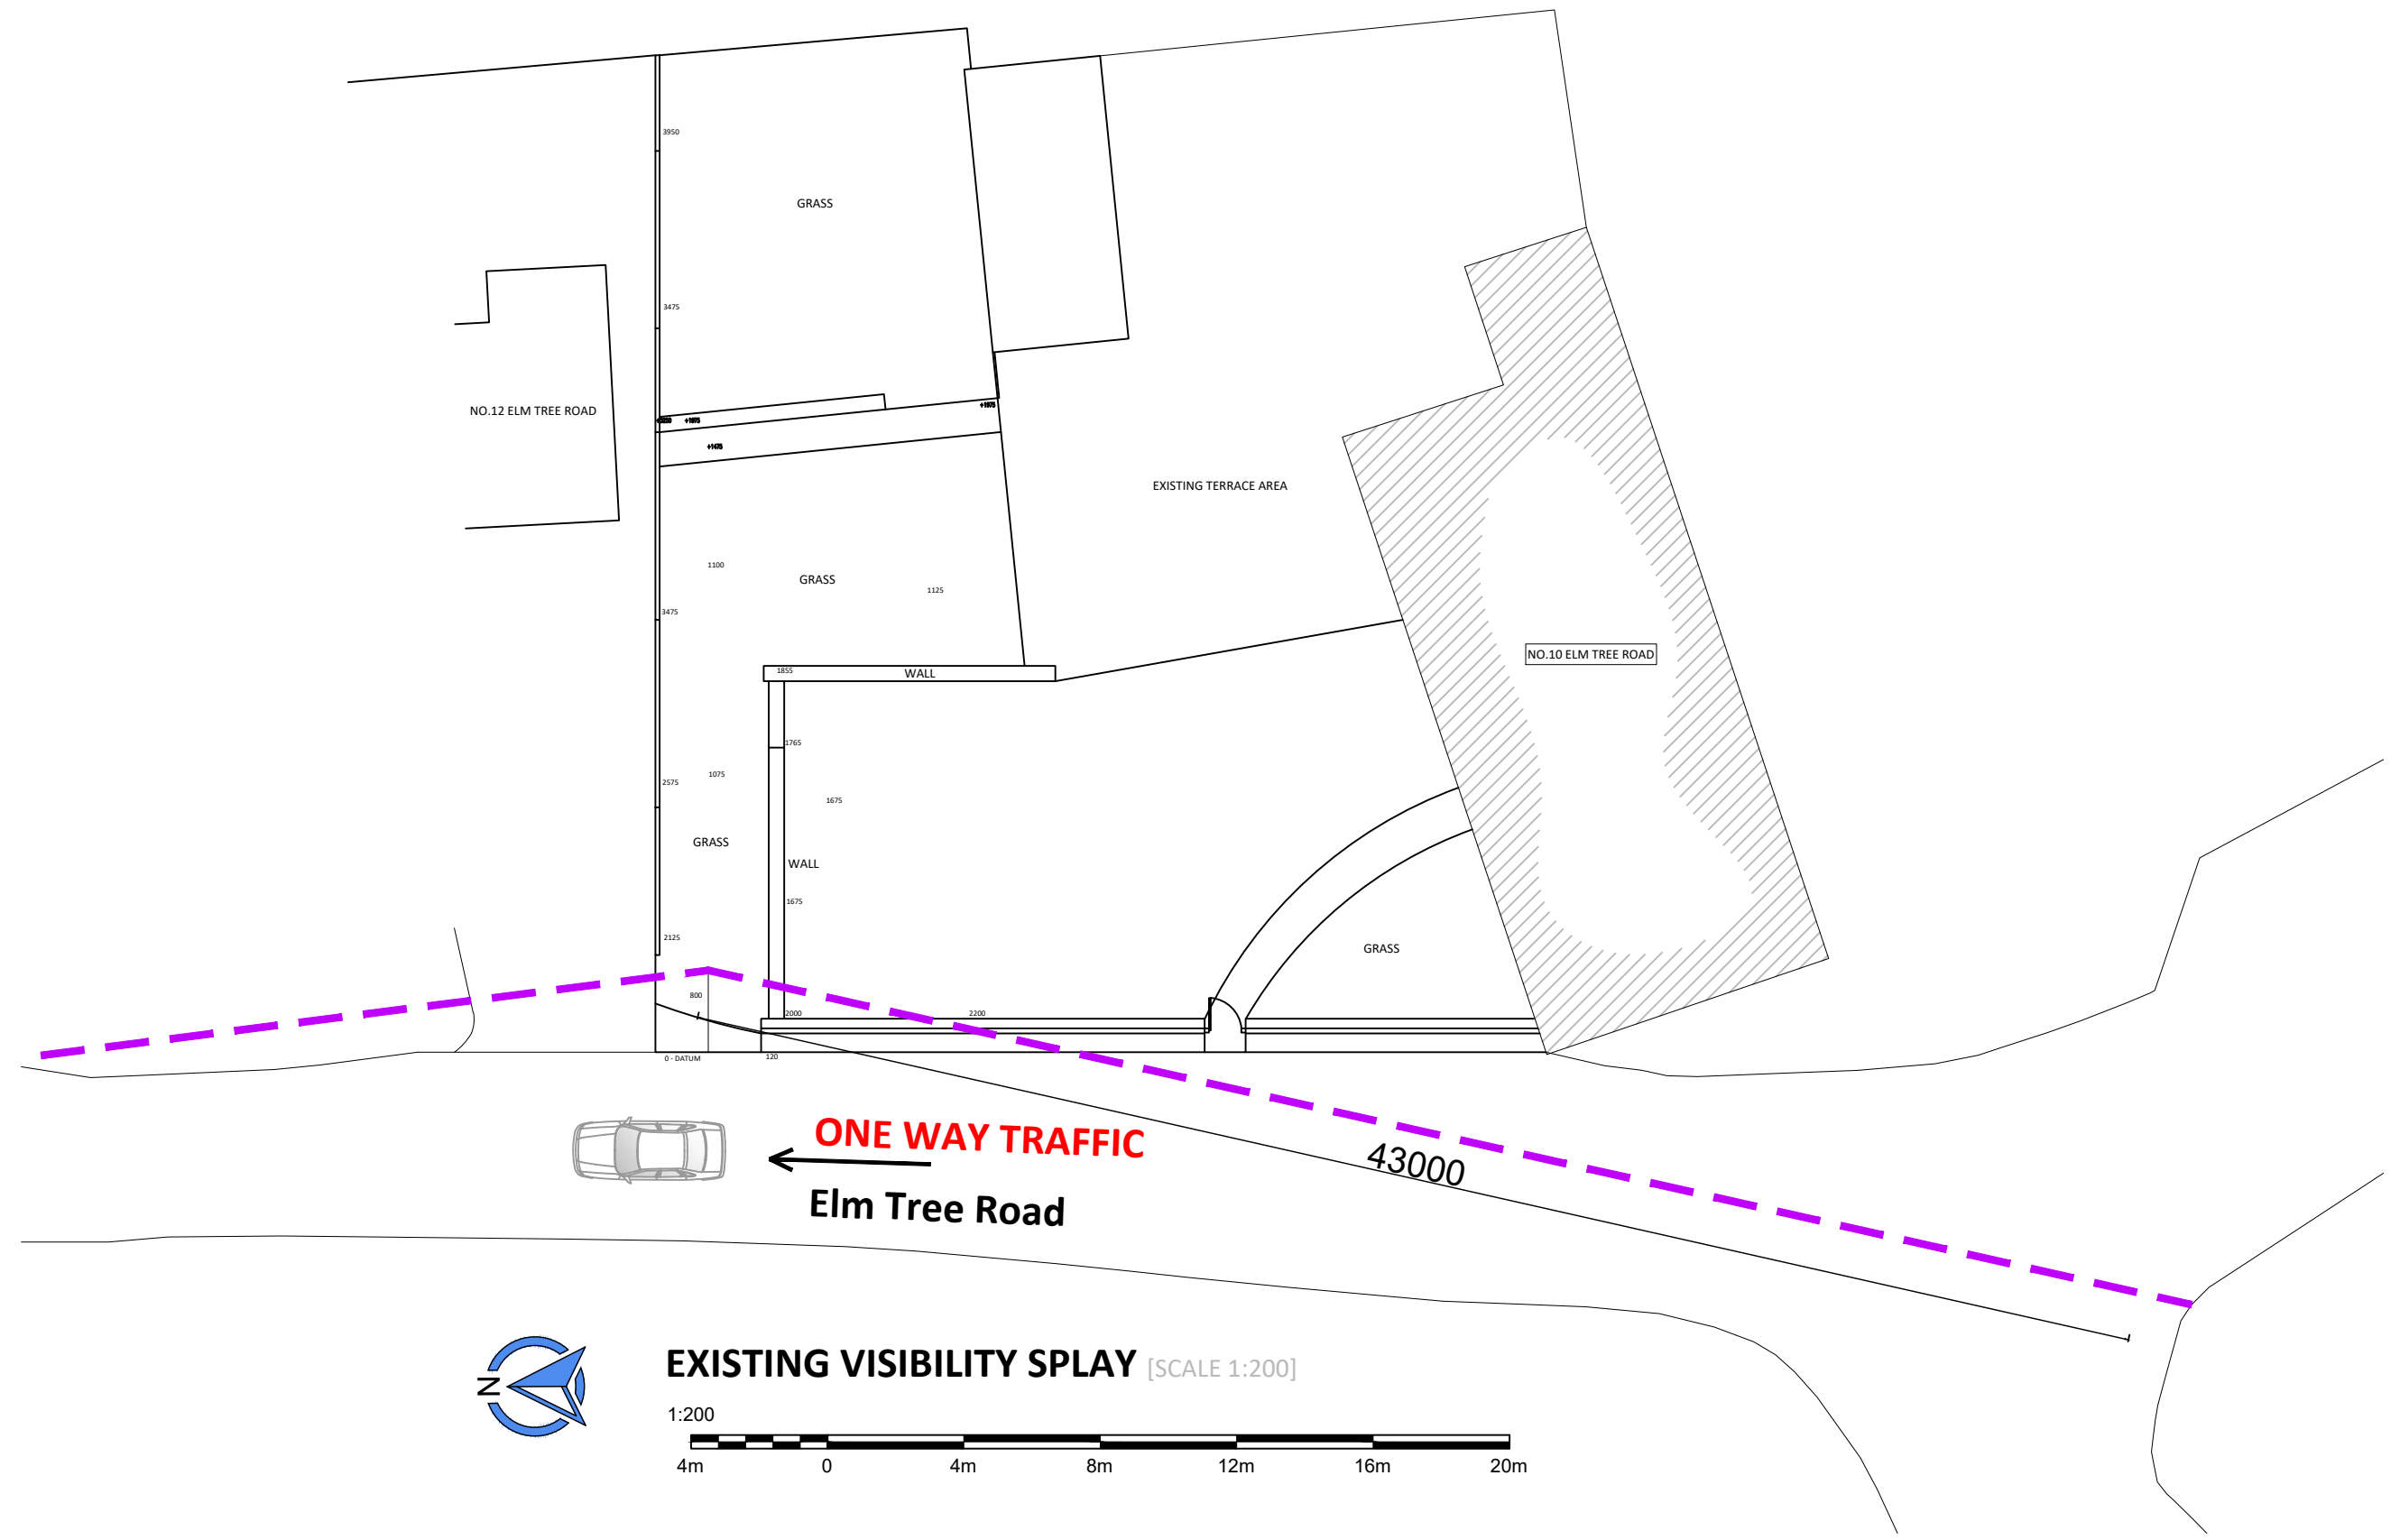 3950
GRASS
3475
NO.12 ELM TREE ROAD
+1975
+1975
+1475
EXISTING TERRACE AREA
1100
GRASS
1125
3475
NO.10 ELM TREE ROAD
1855
WALL
1765
1075
2575
1675
GRASS
WALL
1675
2125
GRASS
800
2000
2200
0 - DATUM
120
ONE WAY TRAFFIC
43000
Elm Tree Road
N
EXISTING VISIBILITY SPLAY [SCALE 1:200]
1:200
4m 0 4m 8m 12m 16m 20m